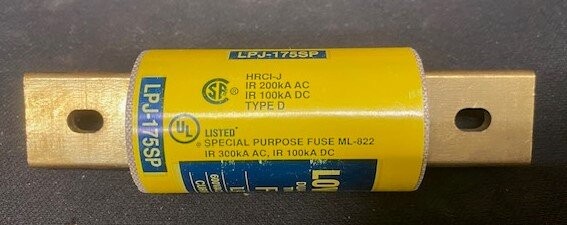 LPJ-175SP
LPJ-175SP
HRCI-J
IR 200kA AC
IR 100kA DC
TYPE D
UL
LISTED
SPECIAL PURPOSE FUSE ML-822
IR 300kA AC, IR 100kA DC